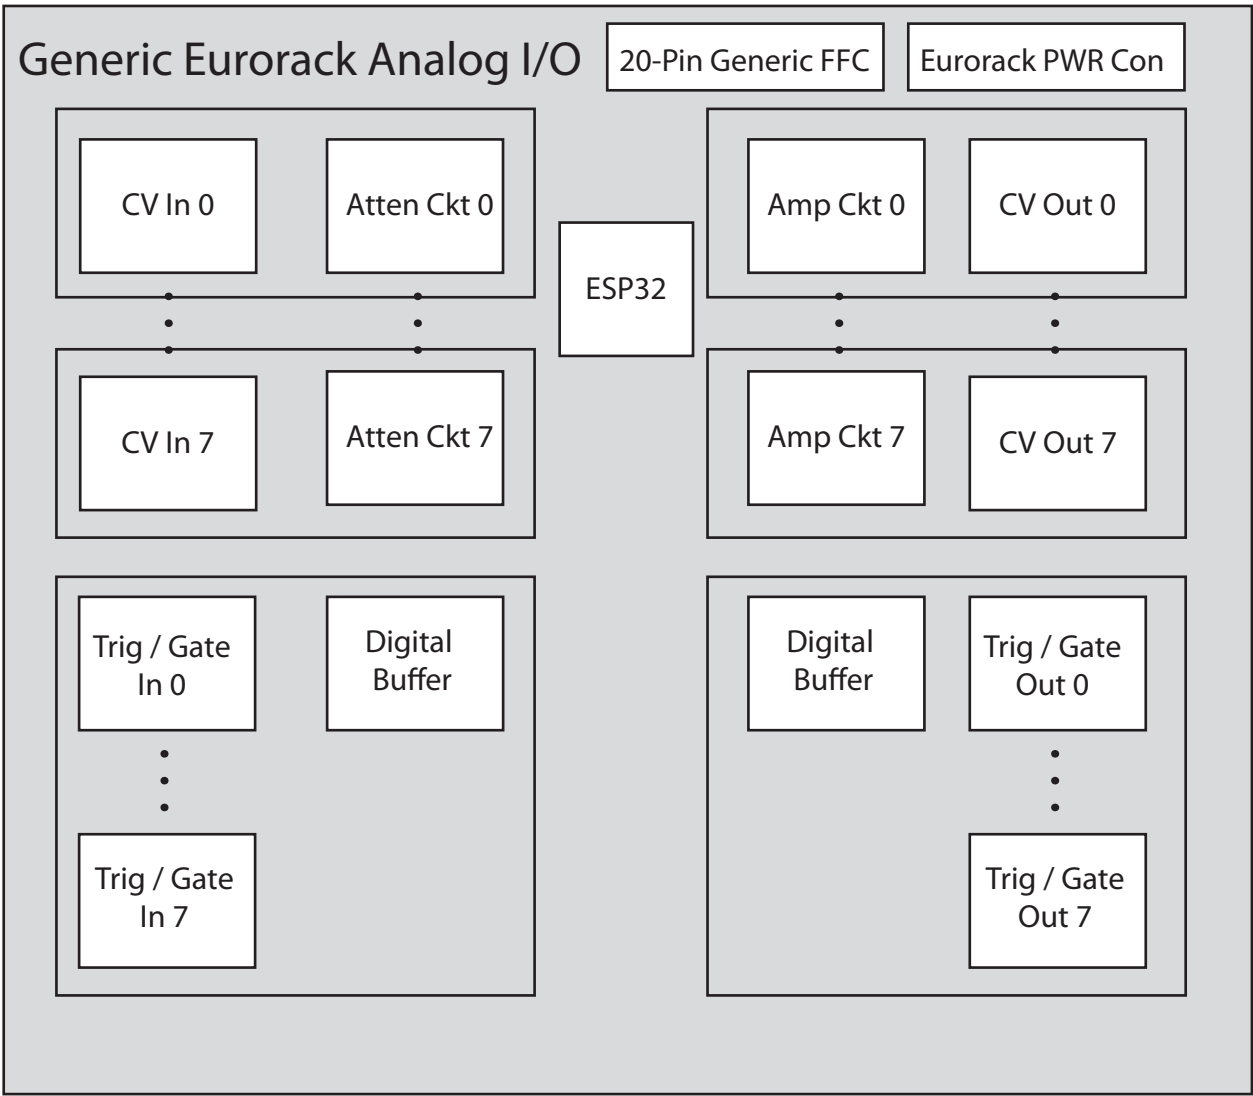 Generic Eurorack Analog I/O
20-Pin Generic FFC
Eurorack PWR Con
CV In 0
Atten Ckt 0
ESP32
Amp Ckt 0
CV Out 0
CV In 7
Atten Ckt 7
Amp Ckt 7
CV Out 7
Trig / Gate
In 0
Digital
Buffer
Digital
Buffer
Trig / Gate
Out 0
Trig / Gate
In 7
Trig / Gate
Out 7